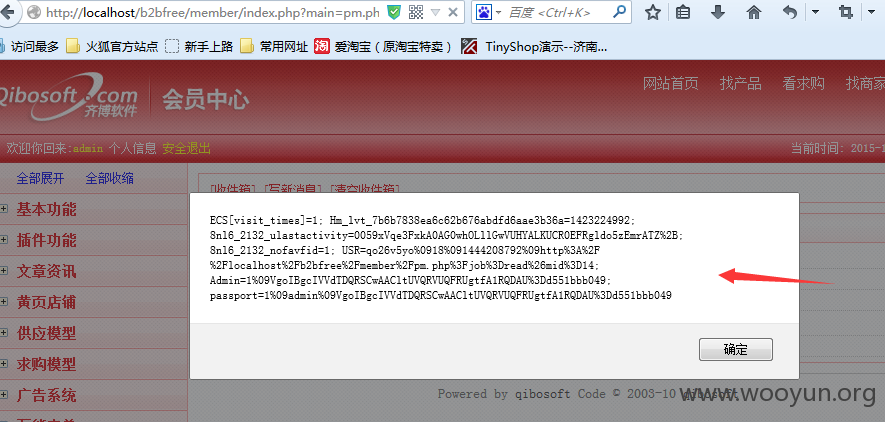 http://localhost/b2bfree/member/index.php?main=pm.ph
百度 <Ctrl+K>
访问最多 火狐官方站点 新手上路 常用网址 爱淘宝（原淘宝特卖） TinyShop演示--济南...
Qibosoft.com
齐博软件
会员中心
网站首页 找产品 看求购 找商家
欢迎你回来:admin 个人信息 安全退出
当前时间: 2015-1
全部展开 全部收缩
[收件箱] [写新消息] [清空收件箱]
基本功能
插件功能
文章资讯
黄页店铺
供应模型
求购模型
广告系统
ECS[visit_times]=1; Hm_lvt_7b6b7838ea6c62b676abdfd6aae3b36a=1423224992;
8nl6_2132_ulastactivity=0059xVqe3FxkAOAGOwhOLllGwVUHYALKUCROEFRgldo5zEmrATZ%2B;
8nl6_2132_nofavfid=1; USR=qo26v5yo%0918%091444208792%09http%3A%2F
%2Flocalhost%2Fb2bfree%2Fmember%2Fpm.php%3Fjob%3Dread%26mid%3D14;
Admin=1%09VgoIBgcIVVdTDQRSCwAACltUVQRVUQFRUgtfA1RQDAU%3Dd551bbb049;
passport=1%09admin%09VgoIBgcIVVdTDQRSCwAACltUVQRVUQFRUgtfA1RQDAU%3Dd551bbb049
确定
Powered by qibosoft Code © 2003-10 qibosoft
www.wooyun.org